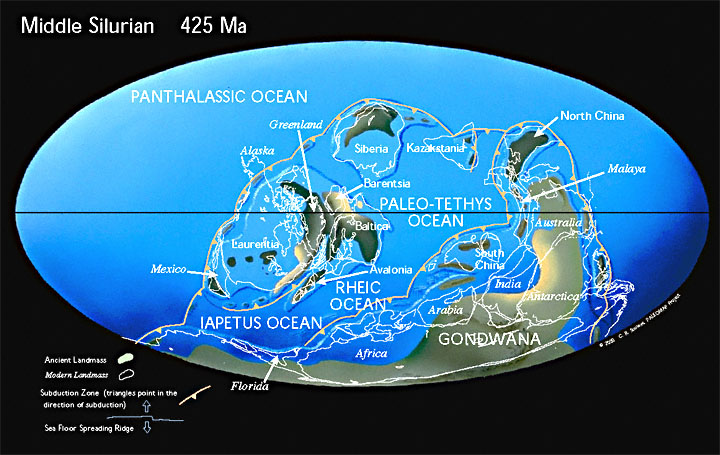 Middle Silurian 425 Ma
PANTHALASSIC OCEAN
Greenland
North China
Alaska
Siberia
Kazakstania
Malaya
Barentsia
PALEO-TETHYS
OCEAN
Australia
Baltica
Laurentia
South
China
Mexico
Avalonia
RHEIC
OCEAN
India
Antarctica
Arabia
IAPETUS OCEAN
GONDWANA
Africa
Florida
Ancient Landmass
Modern Landmass
Subduction Zone (triangles point in the
direction of subduction)
Sea Floor Spreading Ridge
PALEOMAP Project